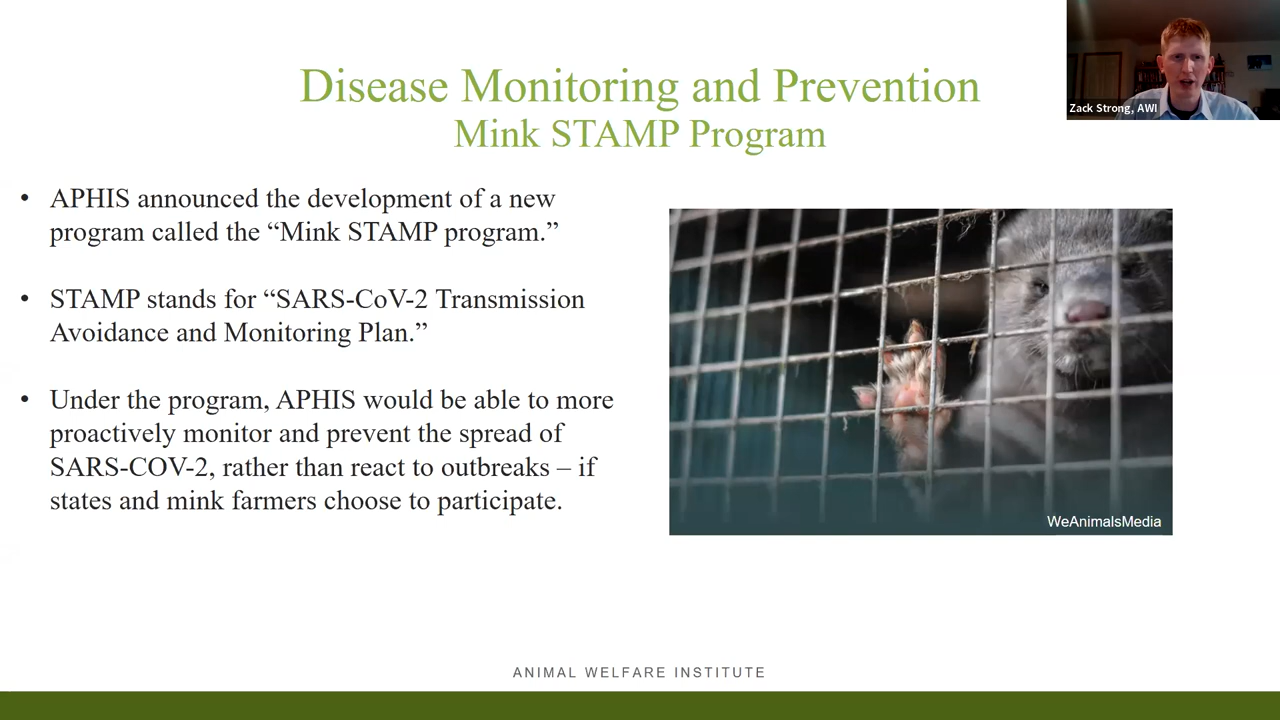 Disease Monitoring and Prevention
Mink STAMP Program
Zack Strong, AWI
• APHIS announced the development of a new
program called the “Mink STAMP program.”
• STAMP stands for “SARS-CoV-2 Transmission
Avoidance and Monitoring Plan.”
• Under the program, APHIS would be able to more
proactively monitor and prevent the spread of
SARS-COV-2, rather than react to outbreaks – if
states and mink farmers choose to participate.
WeAnimalsMedia
ANIMAL WELFARE INSTITUTE